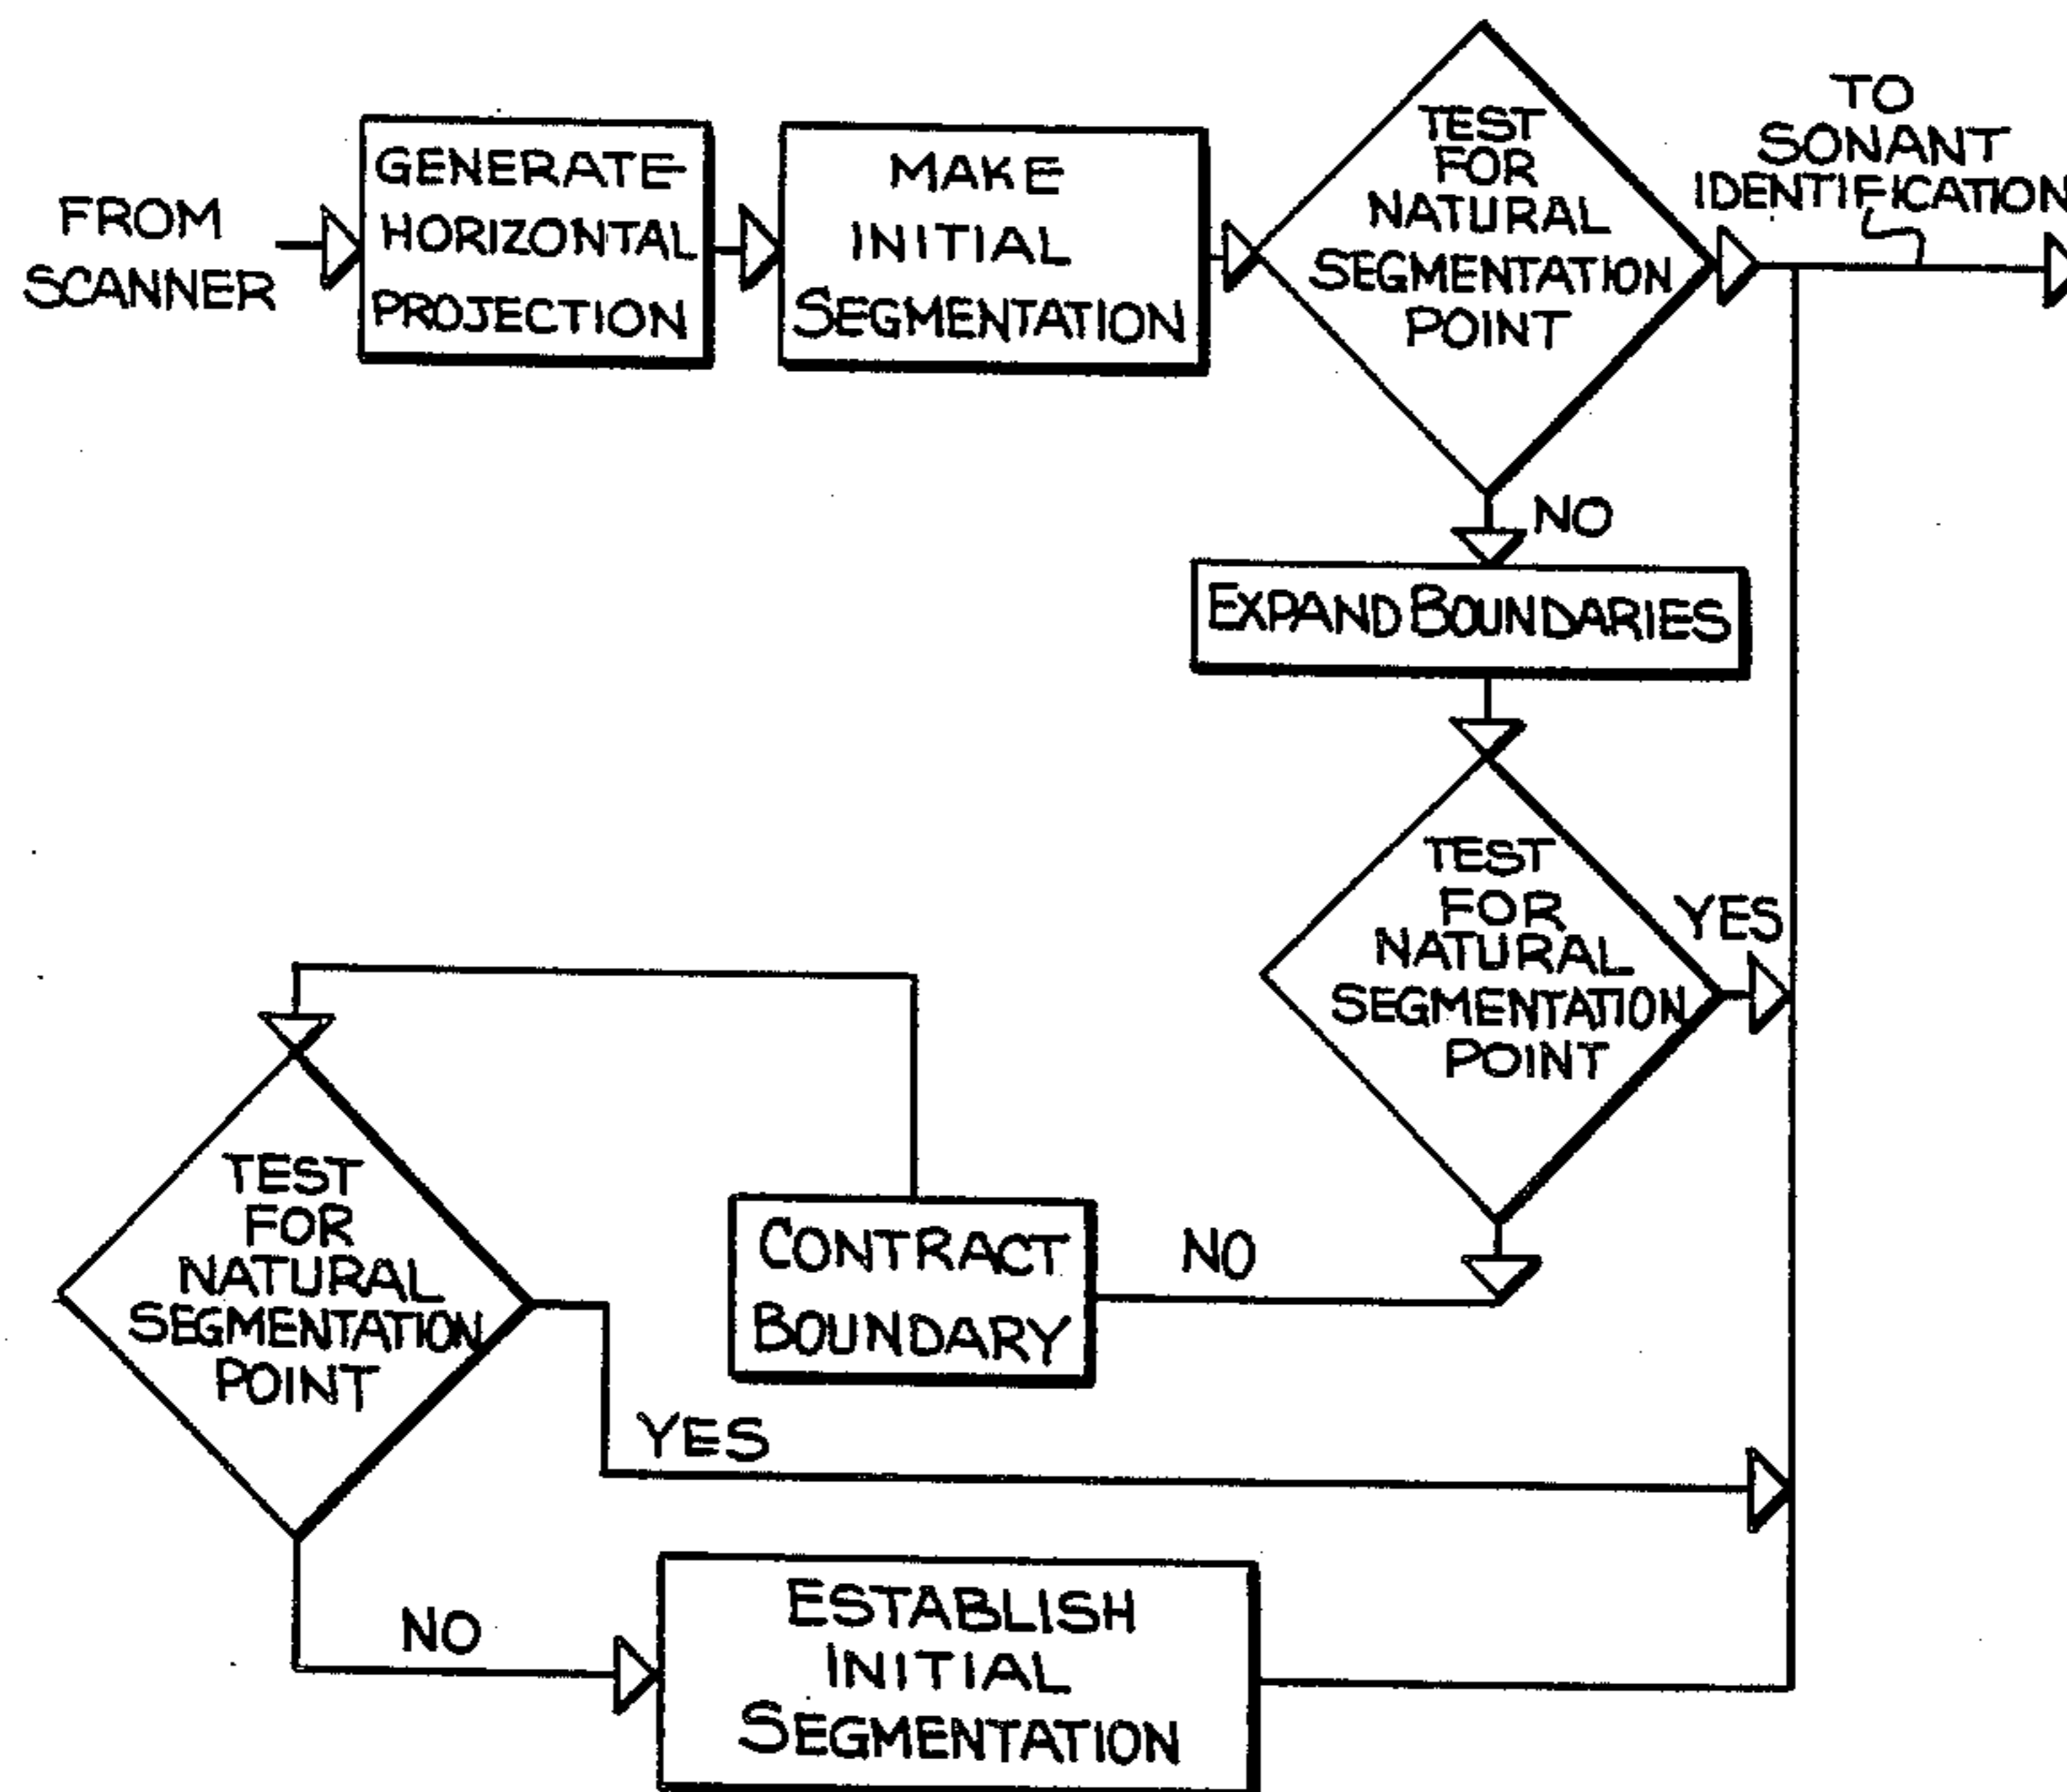 FROM
SCANNER
GENERATE
HORIZONTAL
PROJECTION
MAKE
INITIAL
SEGMENTATION
TEST
FOR
NATURAL
SEGMENTATION
POINT
TO
SONANT
IDENTIFICATION
NO
EXPAND BOUNDARIES
TEST
FOR
NATURAL
SEGMENTATION
POINT
YES
NO
CONTRACT
BOUNDARY
TEST
FOR
NATURAL
SEGMENTATION
POINT
YES
NO
ESTABLISH
INITIAL
SEGMENTATION